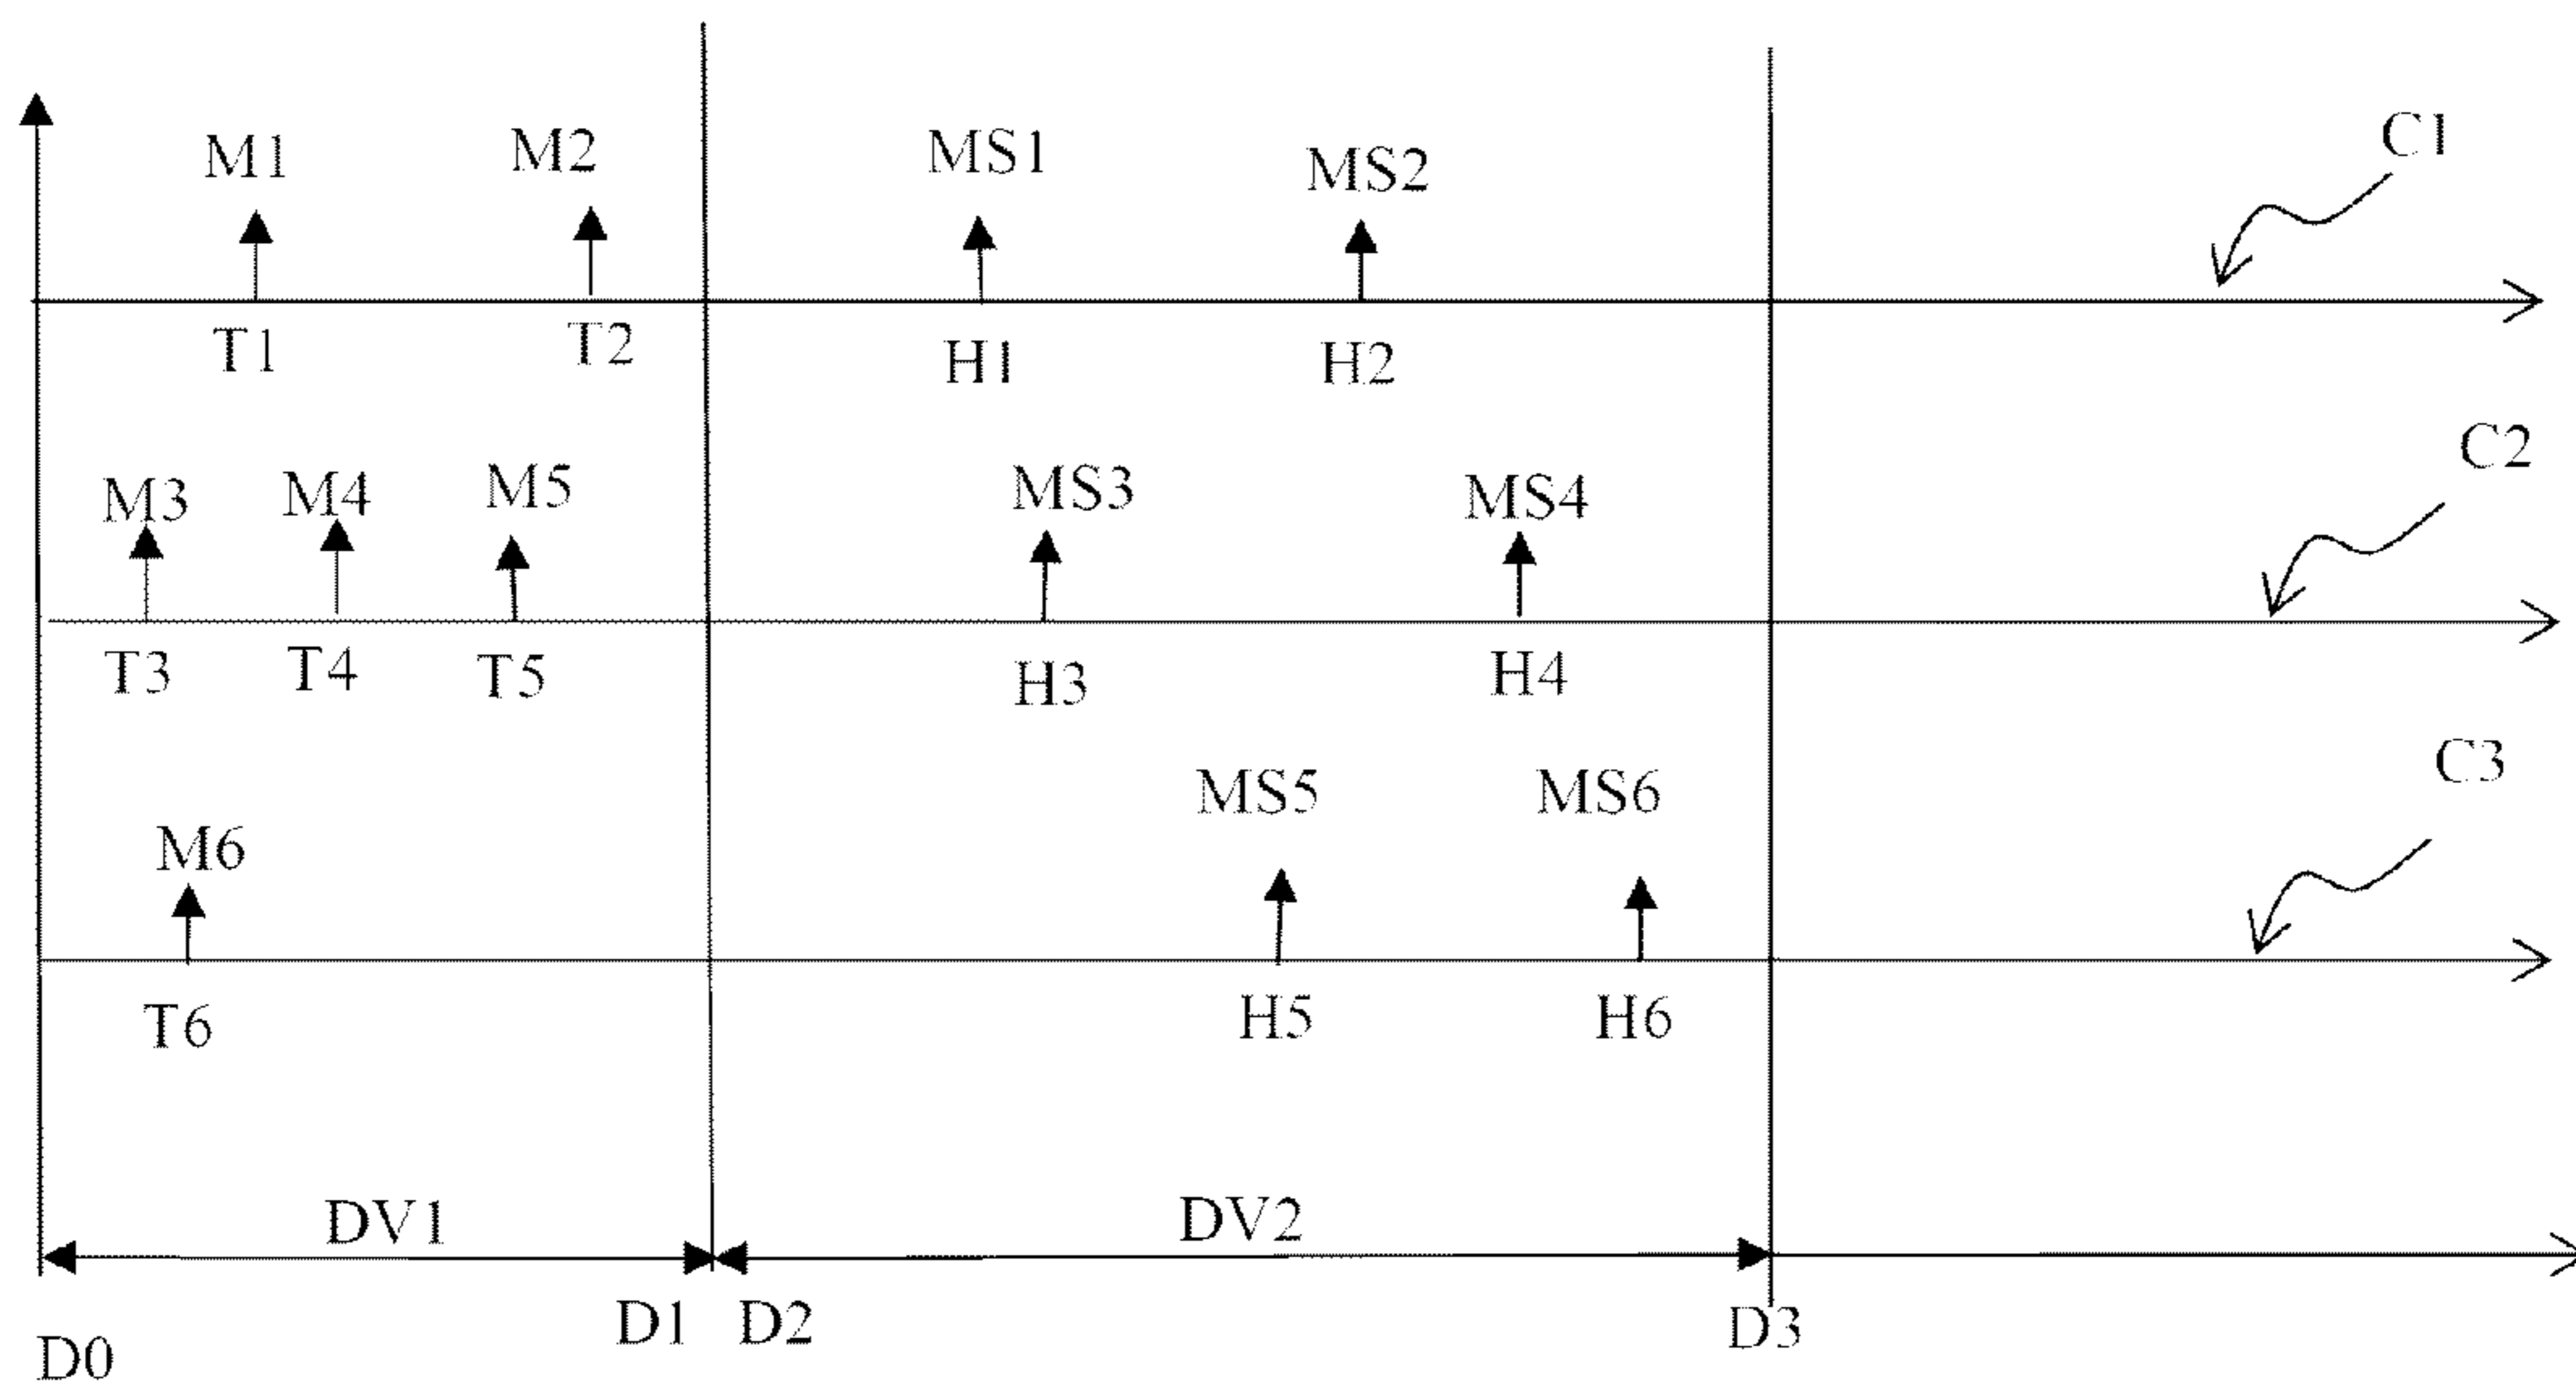 M1 M2 MS1 MS2 C1
T1 T2 H1 H2
M3 M4 M5 MS3 MS4 C2
T3 T4 T5 H3 H4
M6 MS5 MS6 C3
T6 H5 H6
DV1 DV2
D0 D1 D2 D3